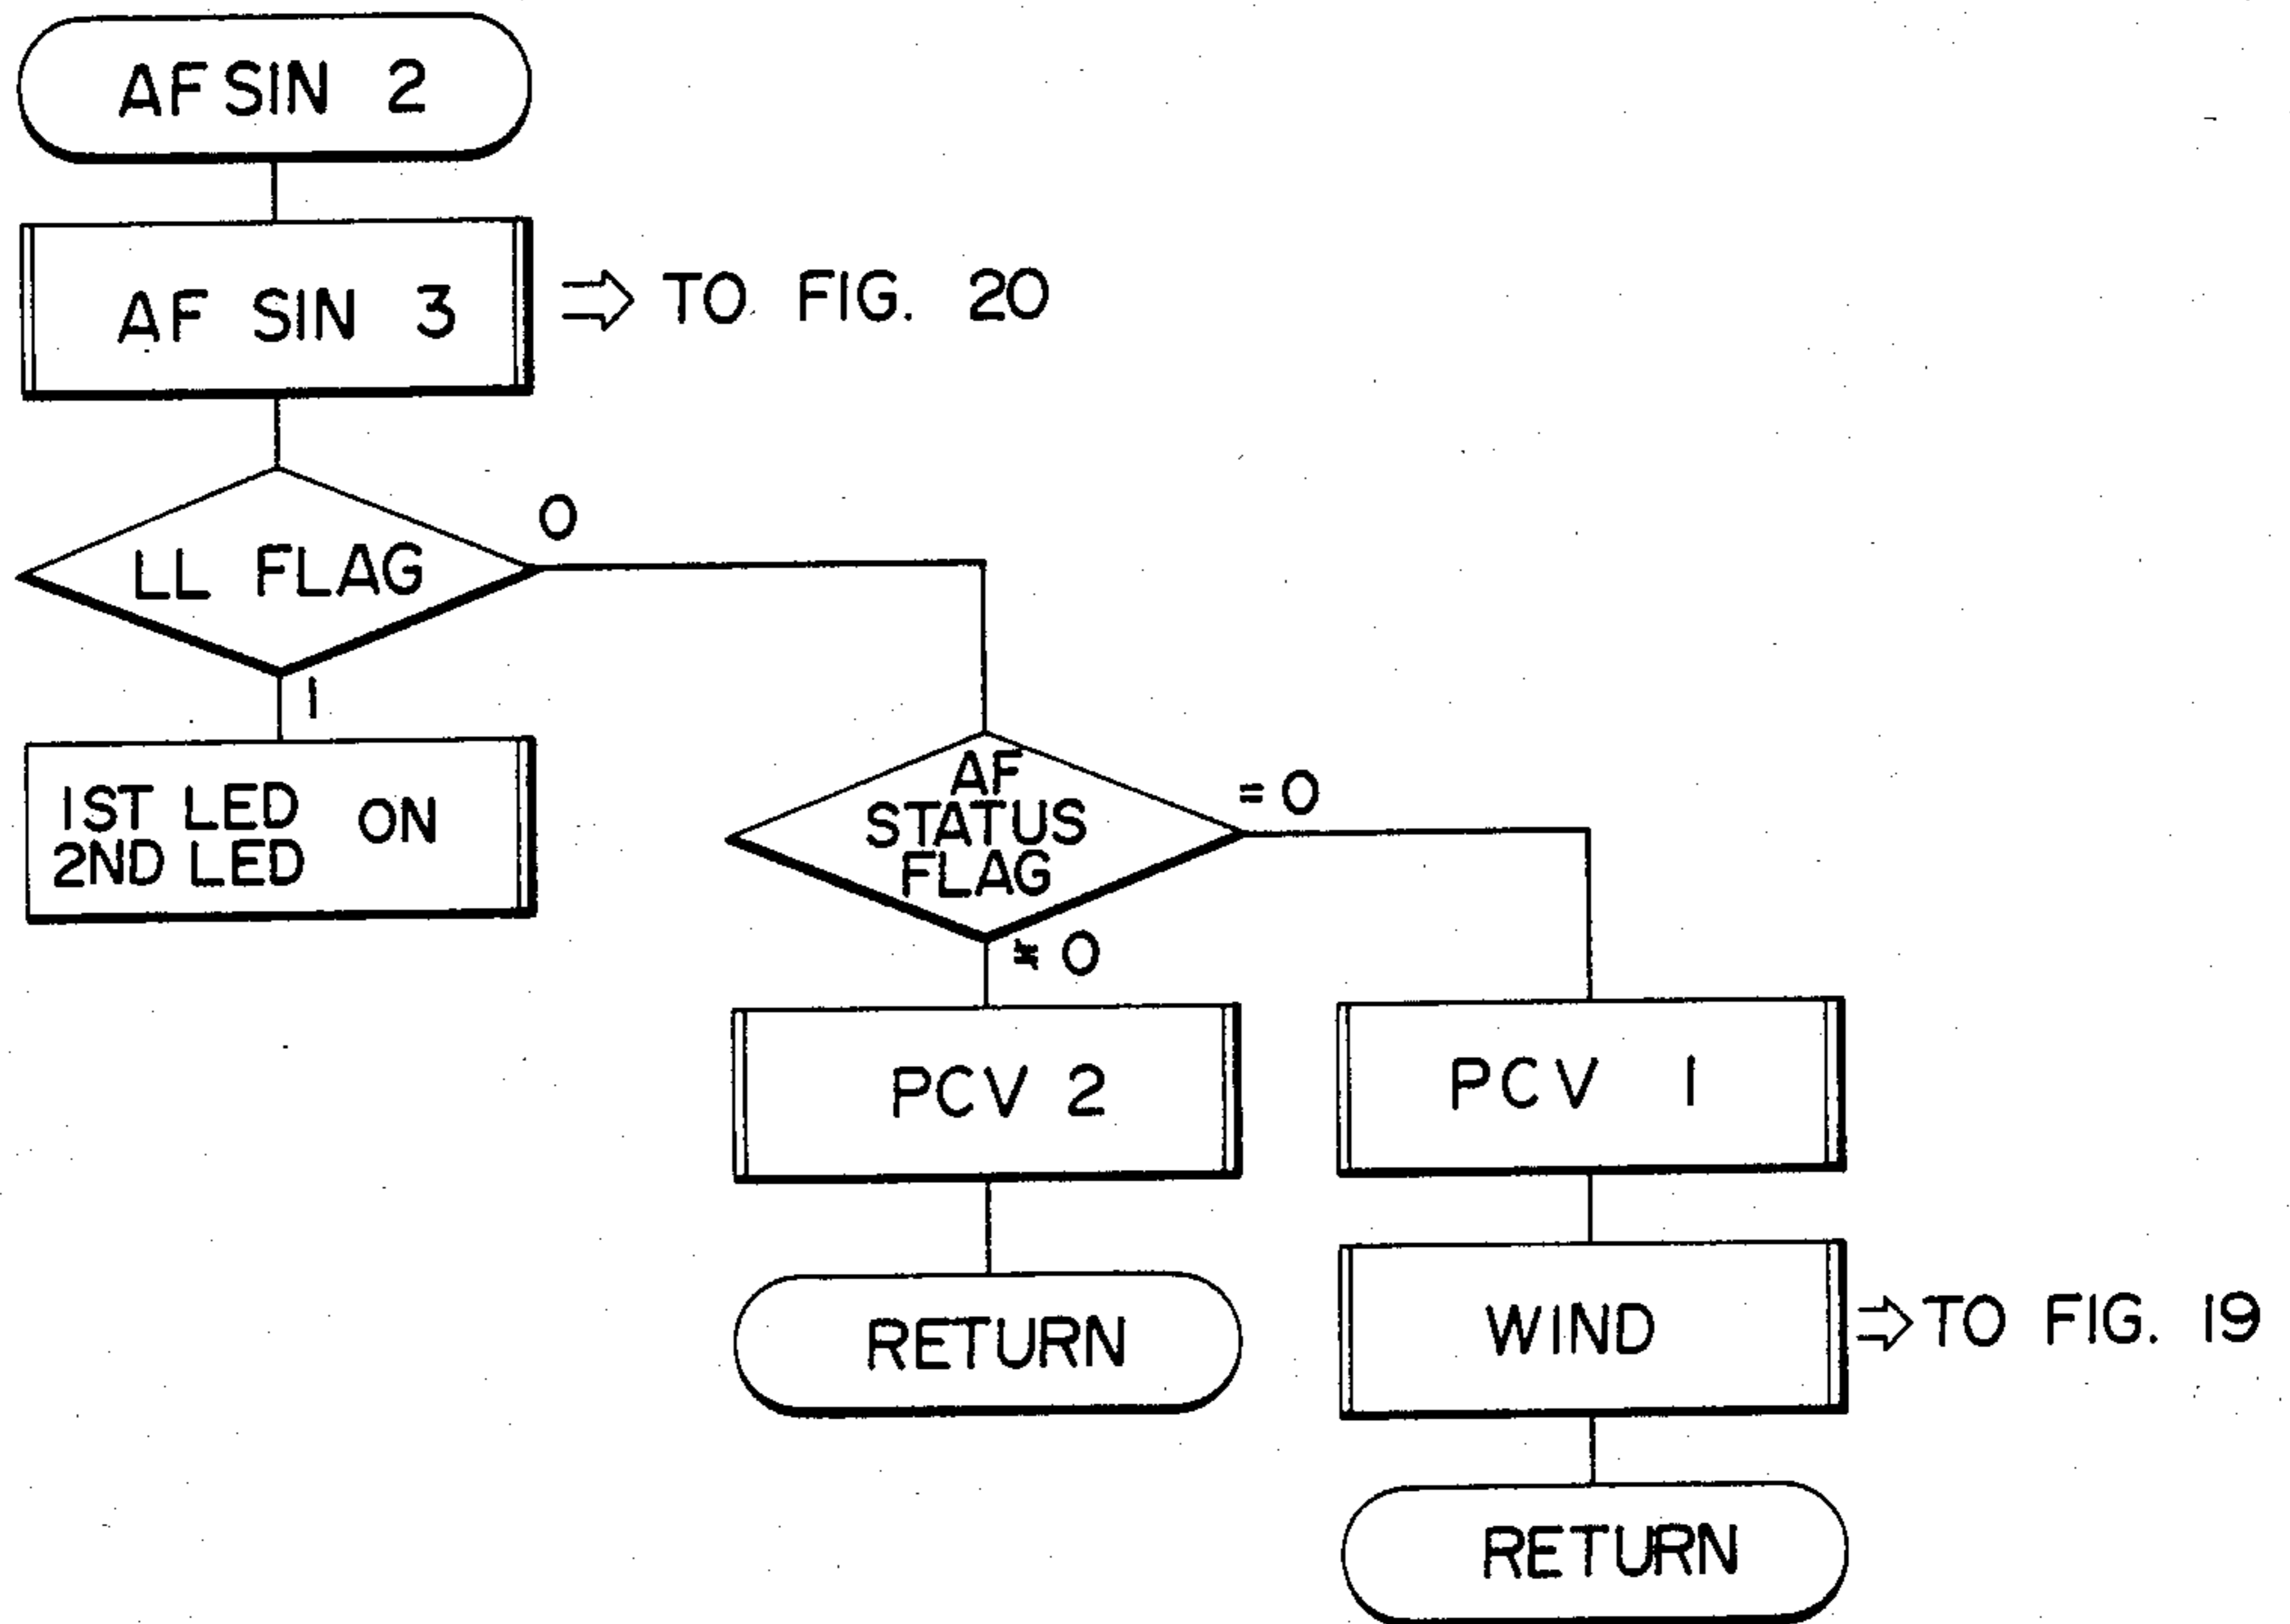 AF SIN 2
AF SIN 3
⇒ TO FIG. 20
LL FLAG
0
1
1ST LED
2ND LED
ON
AF
STATUS
FLAG
=0
≠0
PCV 2
PCV 1
RETURN
WIND
⇒ TO FIG. 19
RETURN